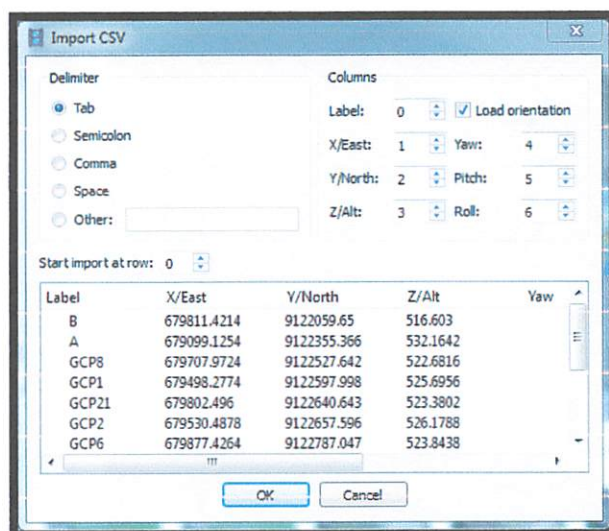 Import CSV
Delimiter
Tab
Semicolon
Comma
Space
Other:
Columns
Label: 0 Load orientation
X/East: 1 Yaw: 4
Y/North: 2 Pitch: 5
Z/Alt: 3 Roll: 6
Start import at row: 0
Label X/East Y/North Z/Alt Yaw
B 679811.4214 9122059.65 516.603
A 679099.1254 9122355.366 532.1642
GCP8 679707.9724 9122527.642 522.6816
GCP1 679498.2774 9122597.998 525.6956
GCP21 679802.496 9122640.643 523.3802
GCP2 679530.4878 9122657.596 526.1788
GCP6 679877.4264 9122787.047 523.8438
OK Cancel